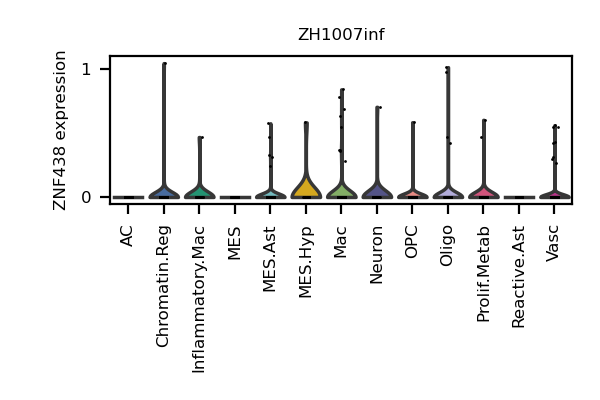 ZH1007inf
ZNF438 expression
1
0
AC
Chromatin.Reg
Inflammatory.Mac
MES
MES.Ast
MES.Hyp
Mac
Neuron
OPC
Oligo
Prolif.Metab
Reactive.Ast
Vasc